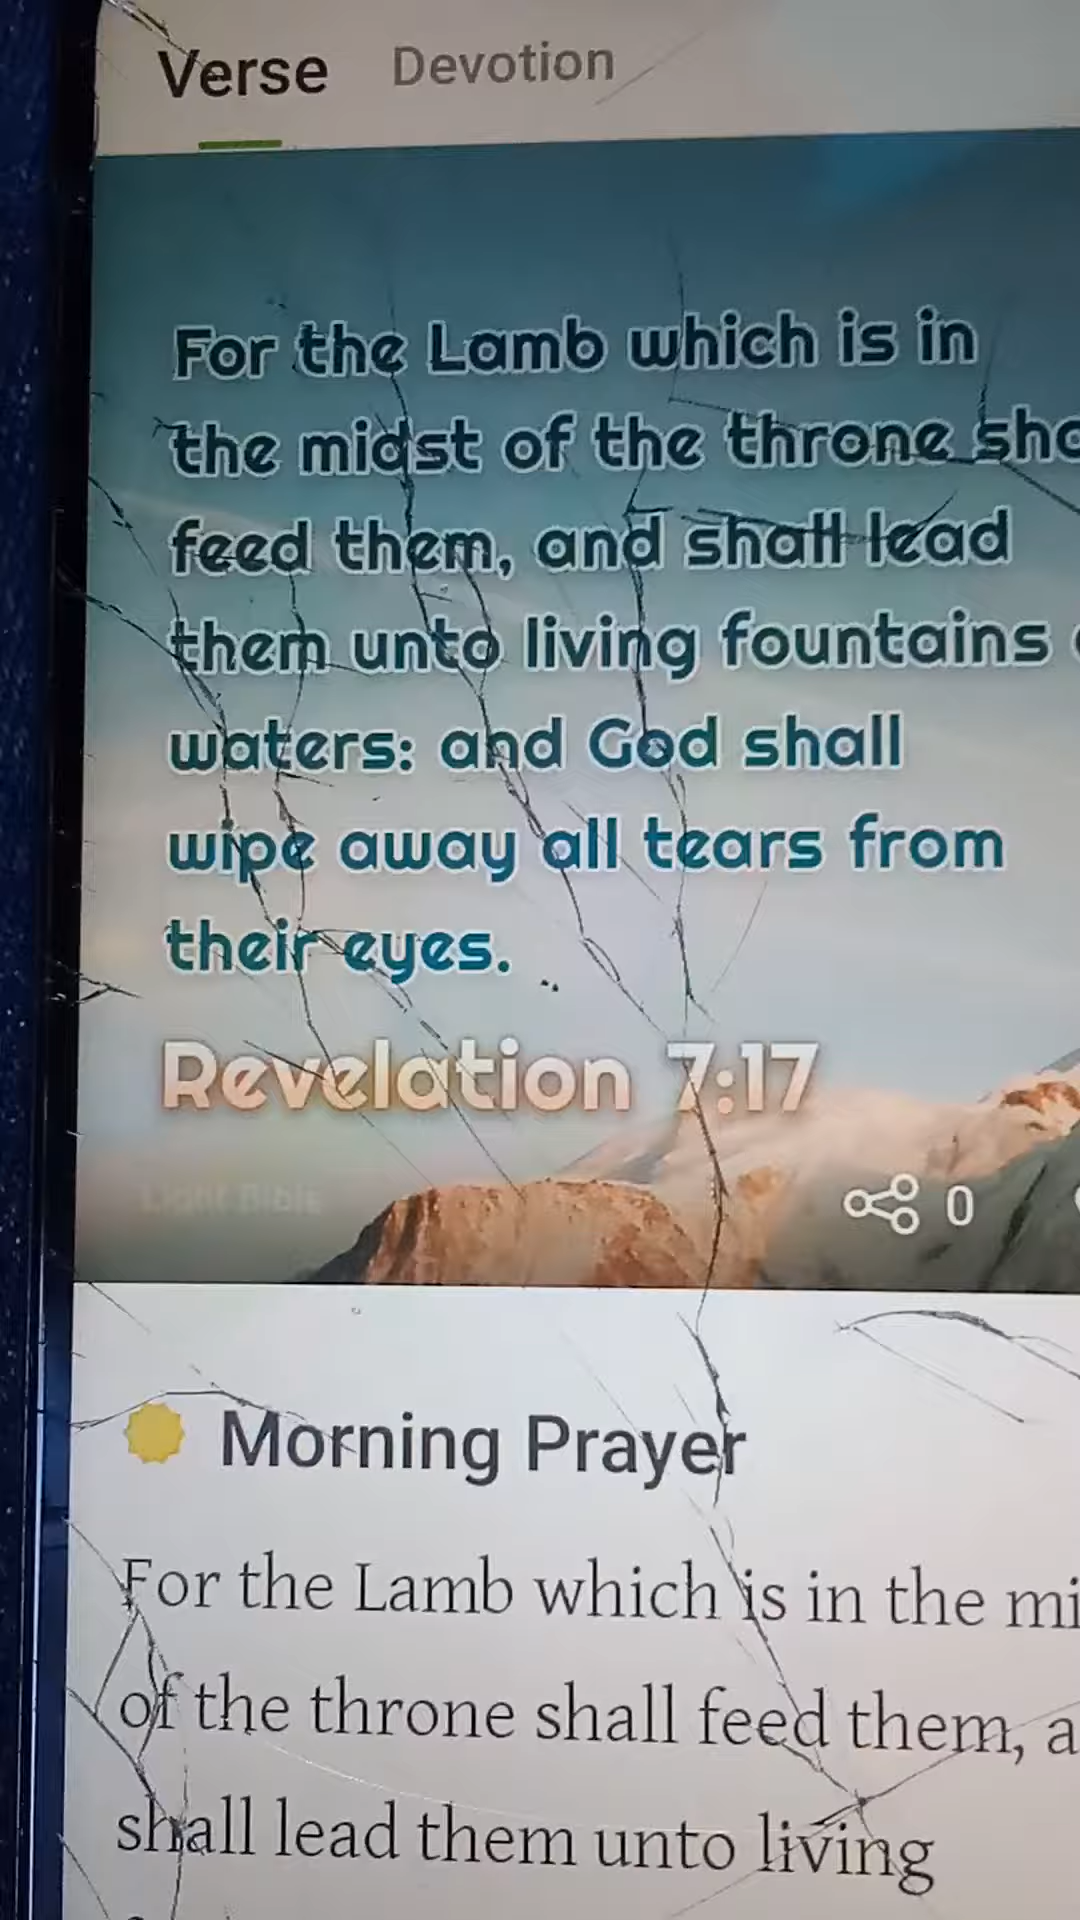 Verse Devotion
For the Lamb which is in
the midst of the throne
feed them, and shall lead
them unto living fountains
waters: and God shall
wipe away all tears from
their eyes.
Revelation 7:17
Light Bible
0
Morning Prayer
For the Lamb which is in the
of the throne shall feed them,
shall lead them unto living